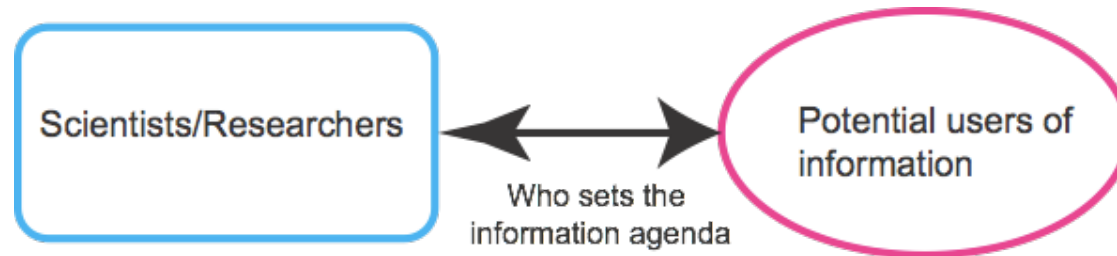 Scientists/Researchers
Who sets the
information agenda
Potential users of
information